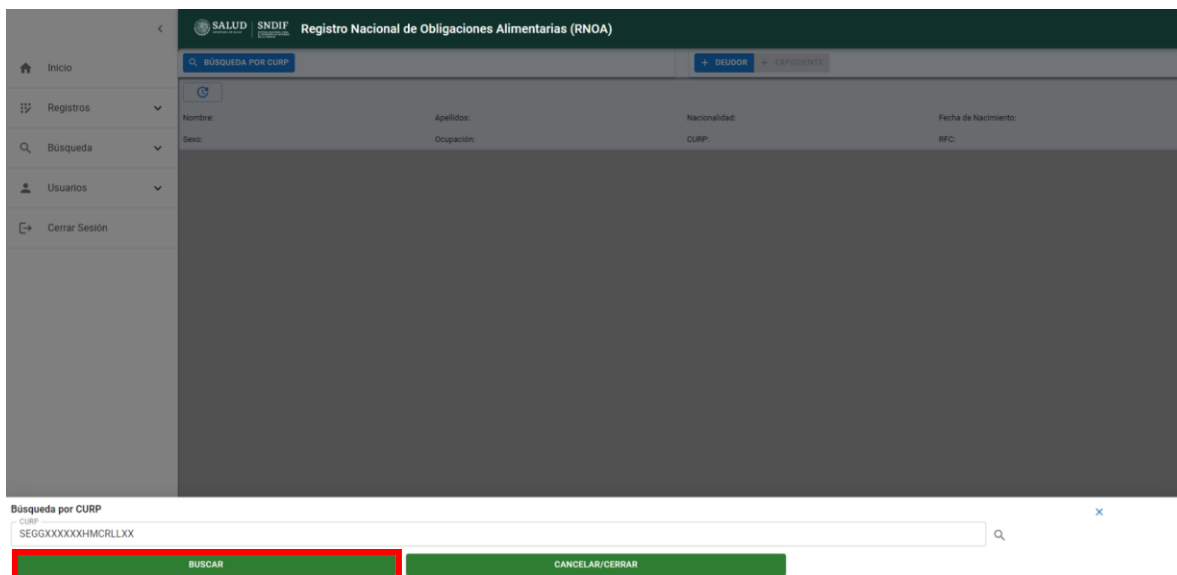 SALUD SNDIF Registro Nacional de Obligaciones Alimentarias (RNOA)
Inicio
Registros
Búsqueda
Usuarios
Cerrar Sesión
BÚSQUEDA POR CURP + DEUDOR + EXPEDIENTE
Nombre: Apellidos: Nacionalidad: Fecha de Nacimiento:
Sexo: Ocupación: CURP: RFC:
Búsqueda por CURP
CURP
SEGGXXXXXXHMCRLLXX
BUSCAR CANCELAR/CERRAR